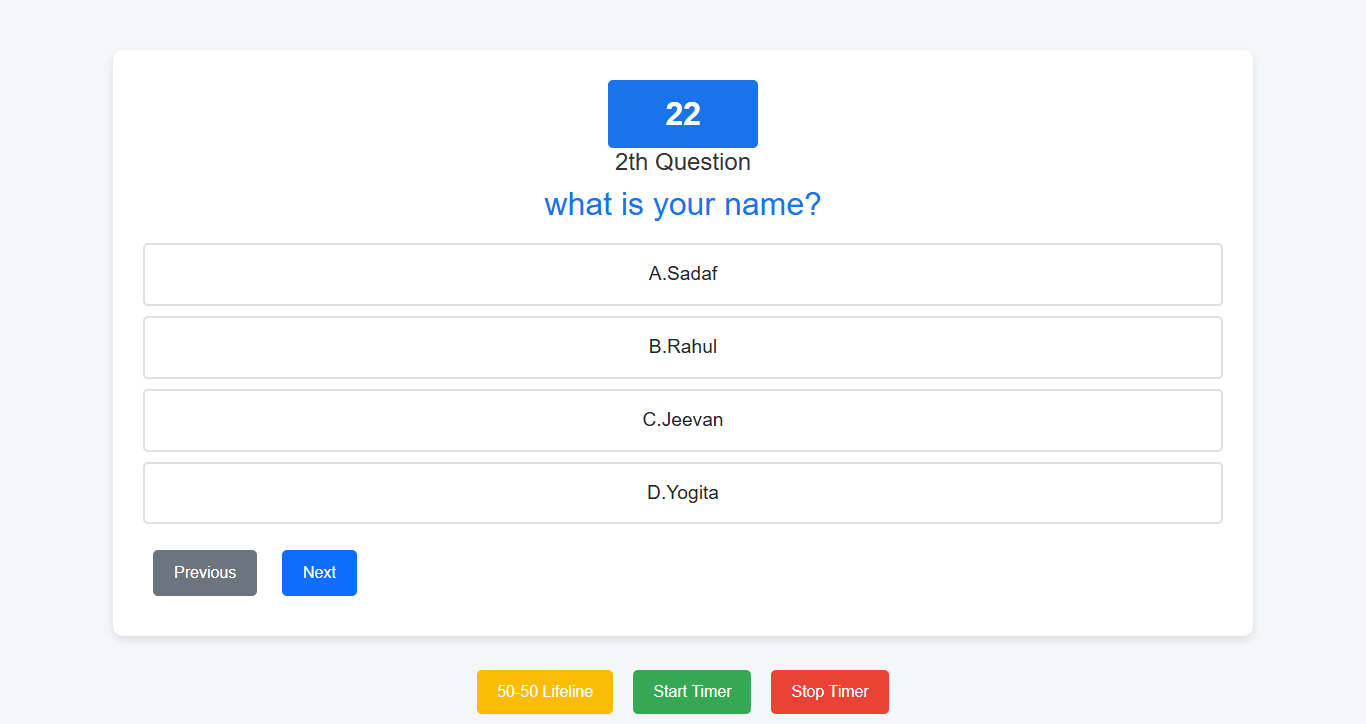 22
2th Question
what is your name?
A.Sadaf
B.Rahul
C.Jeevan
D.Yogita
Previous Next
50-50 Lifeline Start Timer Stop Timer